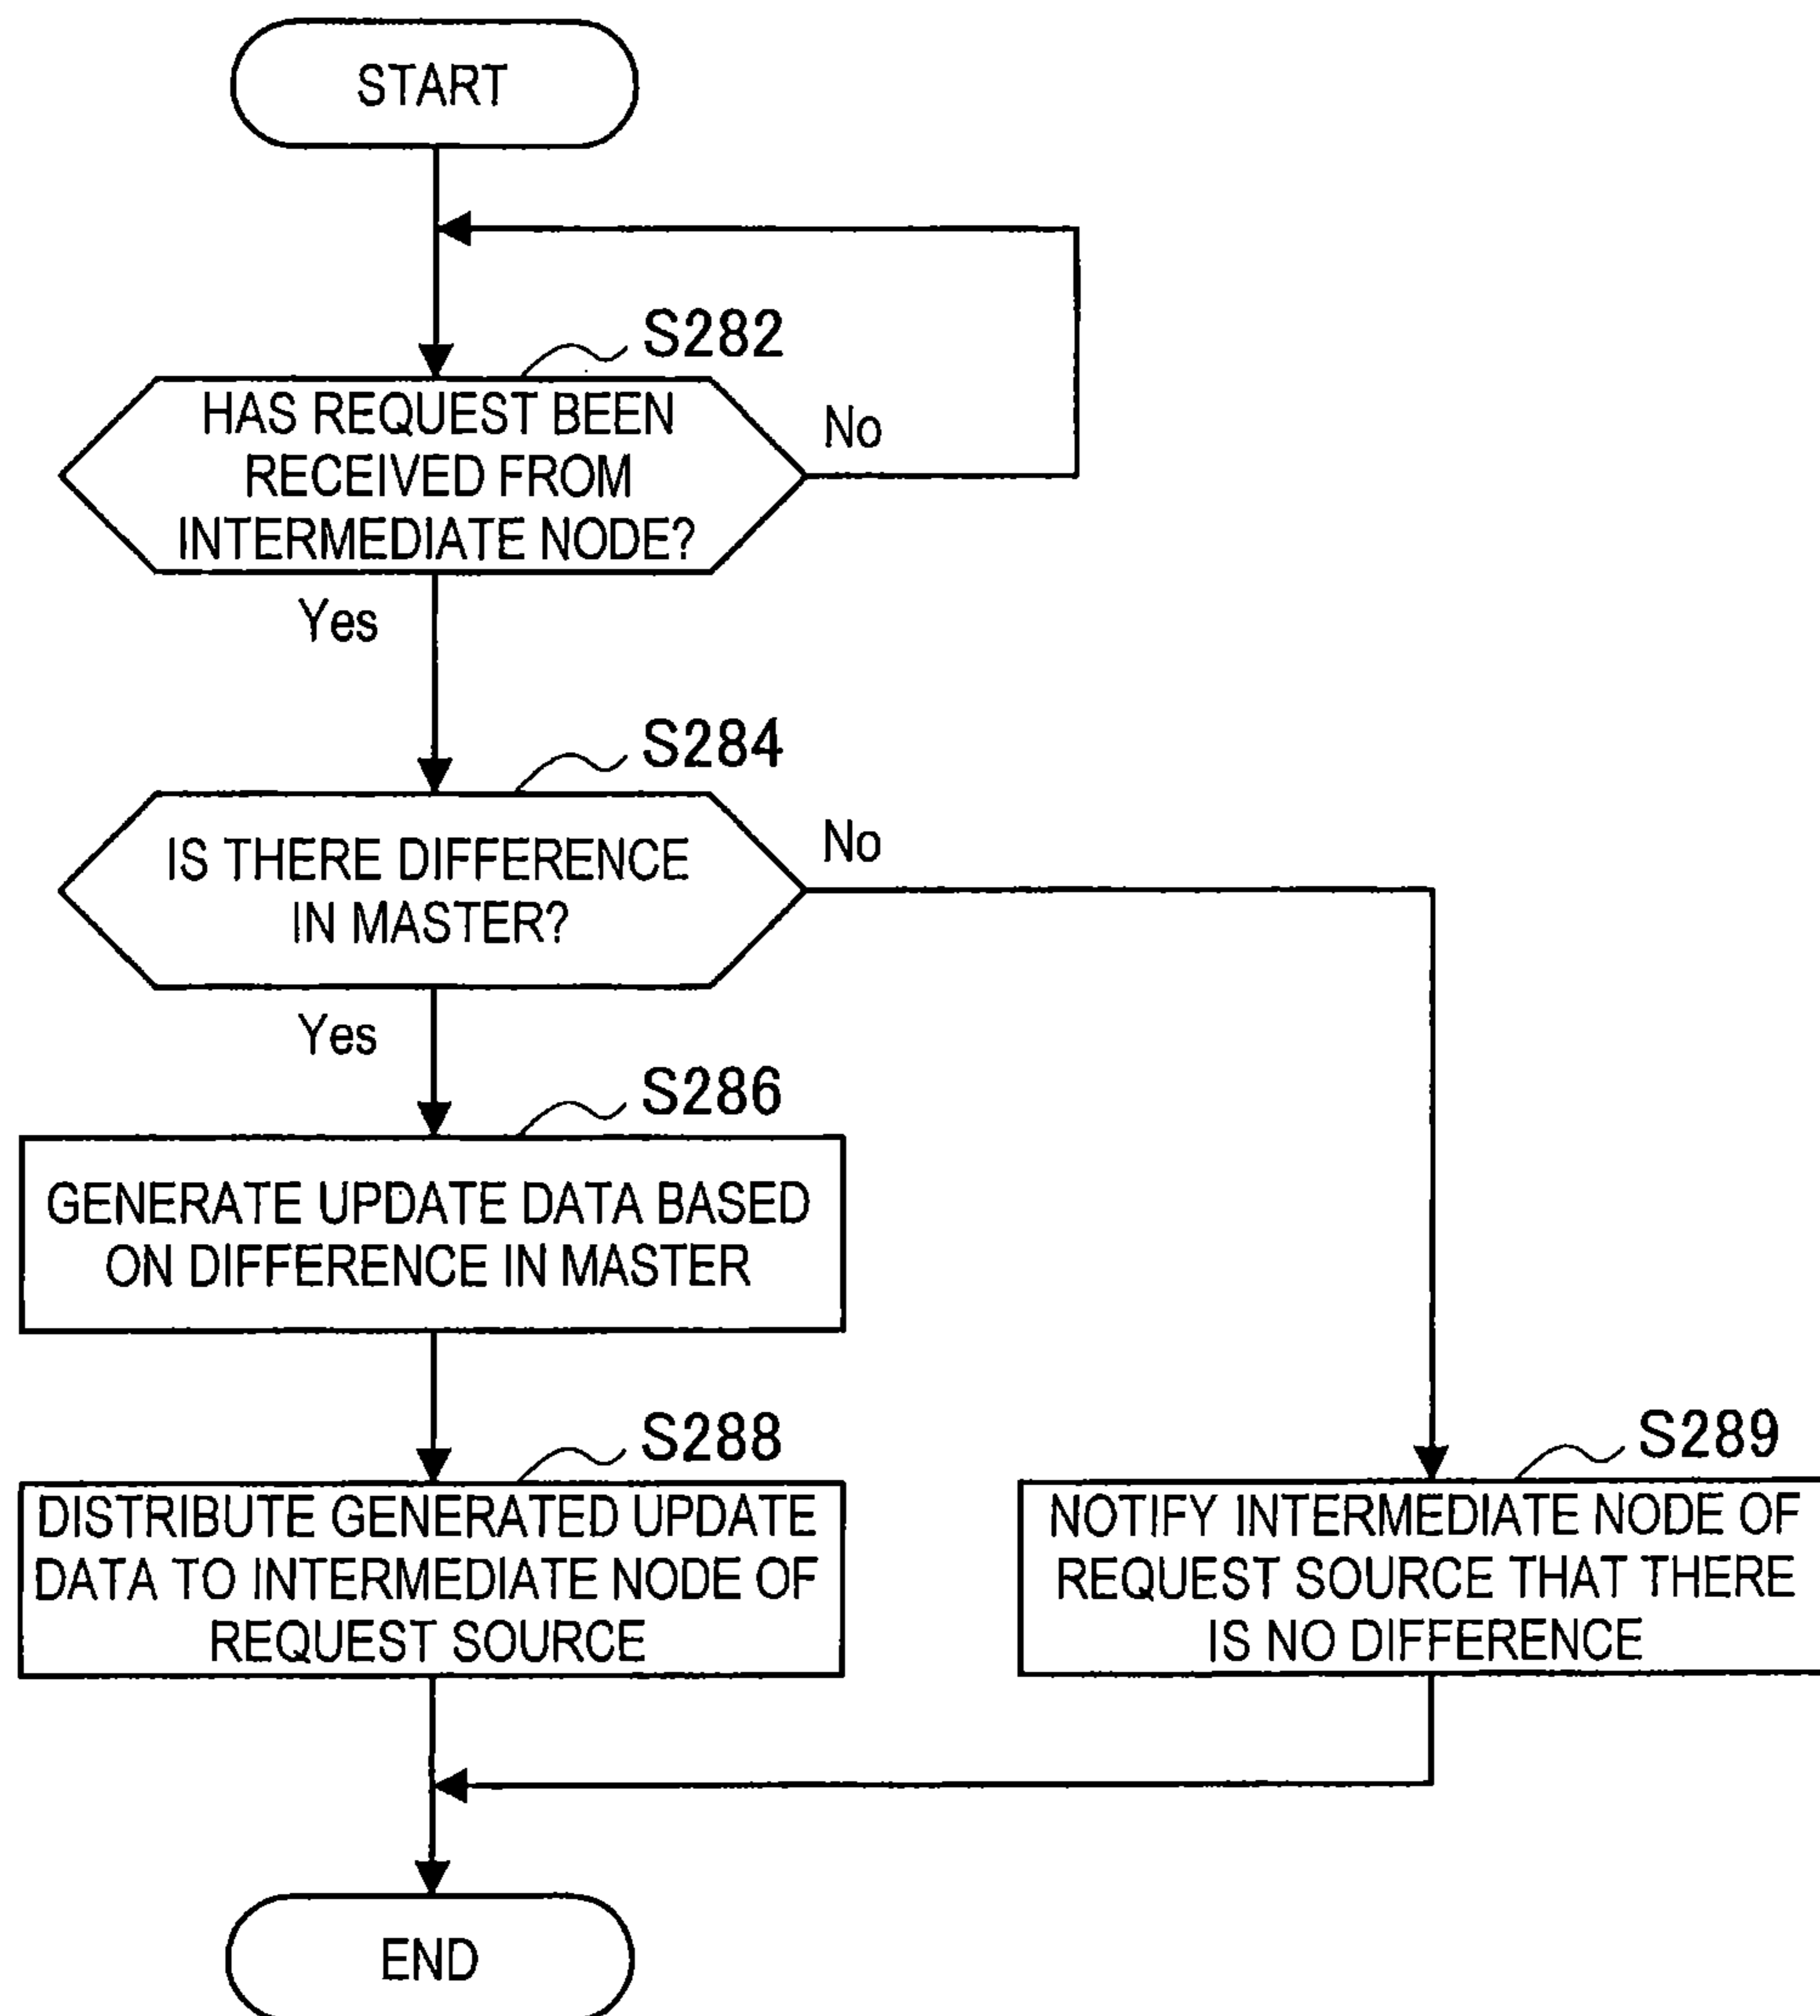 START
S282
HAS REQUEST BEEN
RECEIVED FROM
INTERMEDIATE NODE?
No
Yes
S284
IS THERE DIFFERENCE
IN MASTER?
No
Yes
S286
GENERATE UPDATE DATA BASED
ON DIFFERENCE IN MASTER
S288
DISTRIBUTE GENERATED UPDATE
DATA TO INTERMEDIATE NODE OF
REQUEST SOURCE
S289
NOTIFY INTERMEDIATE NODE OF
REQUEST SOURCE THAT THERE
IS NO DIFFERENCE
END